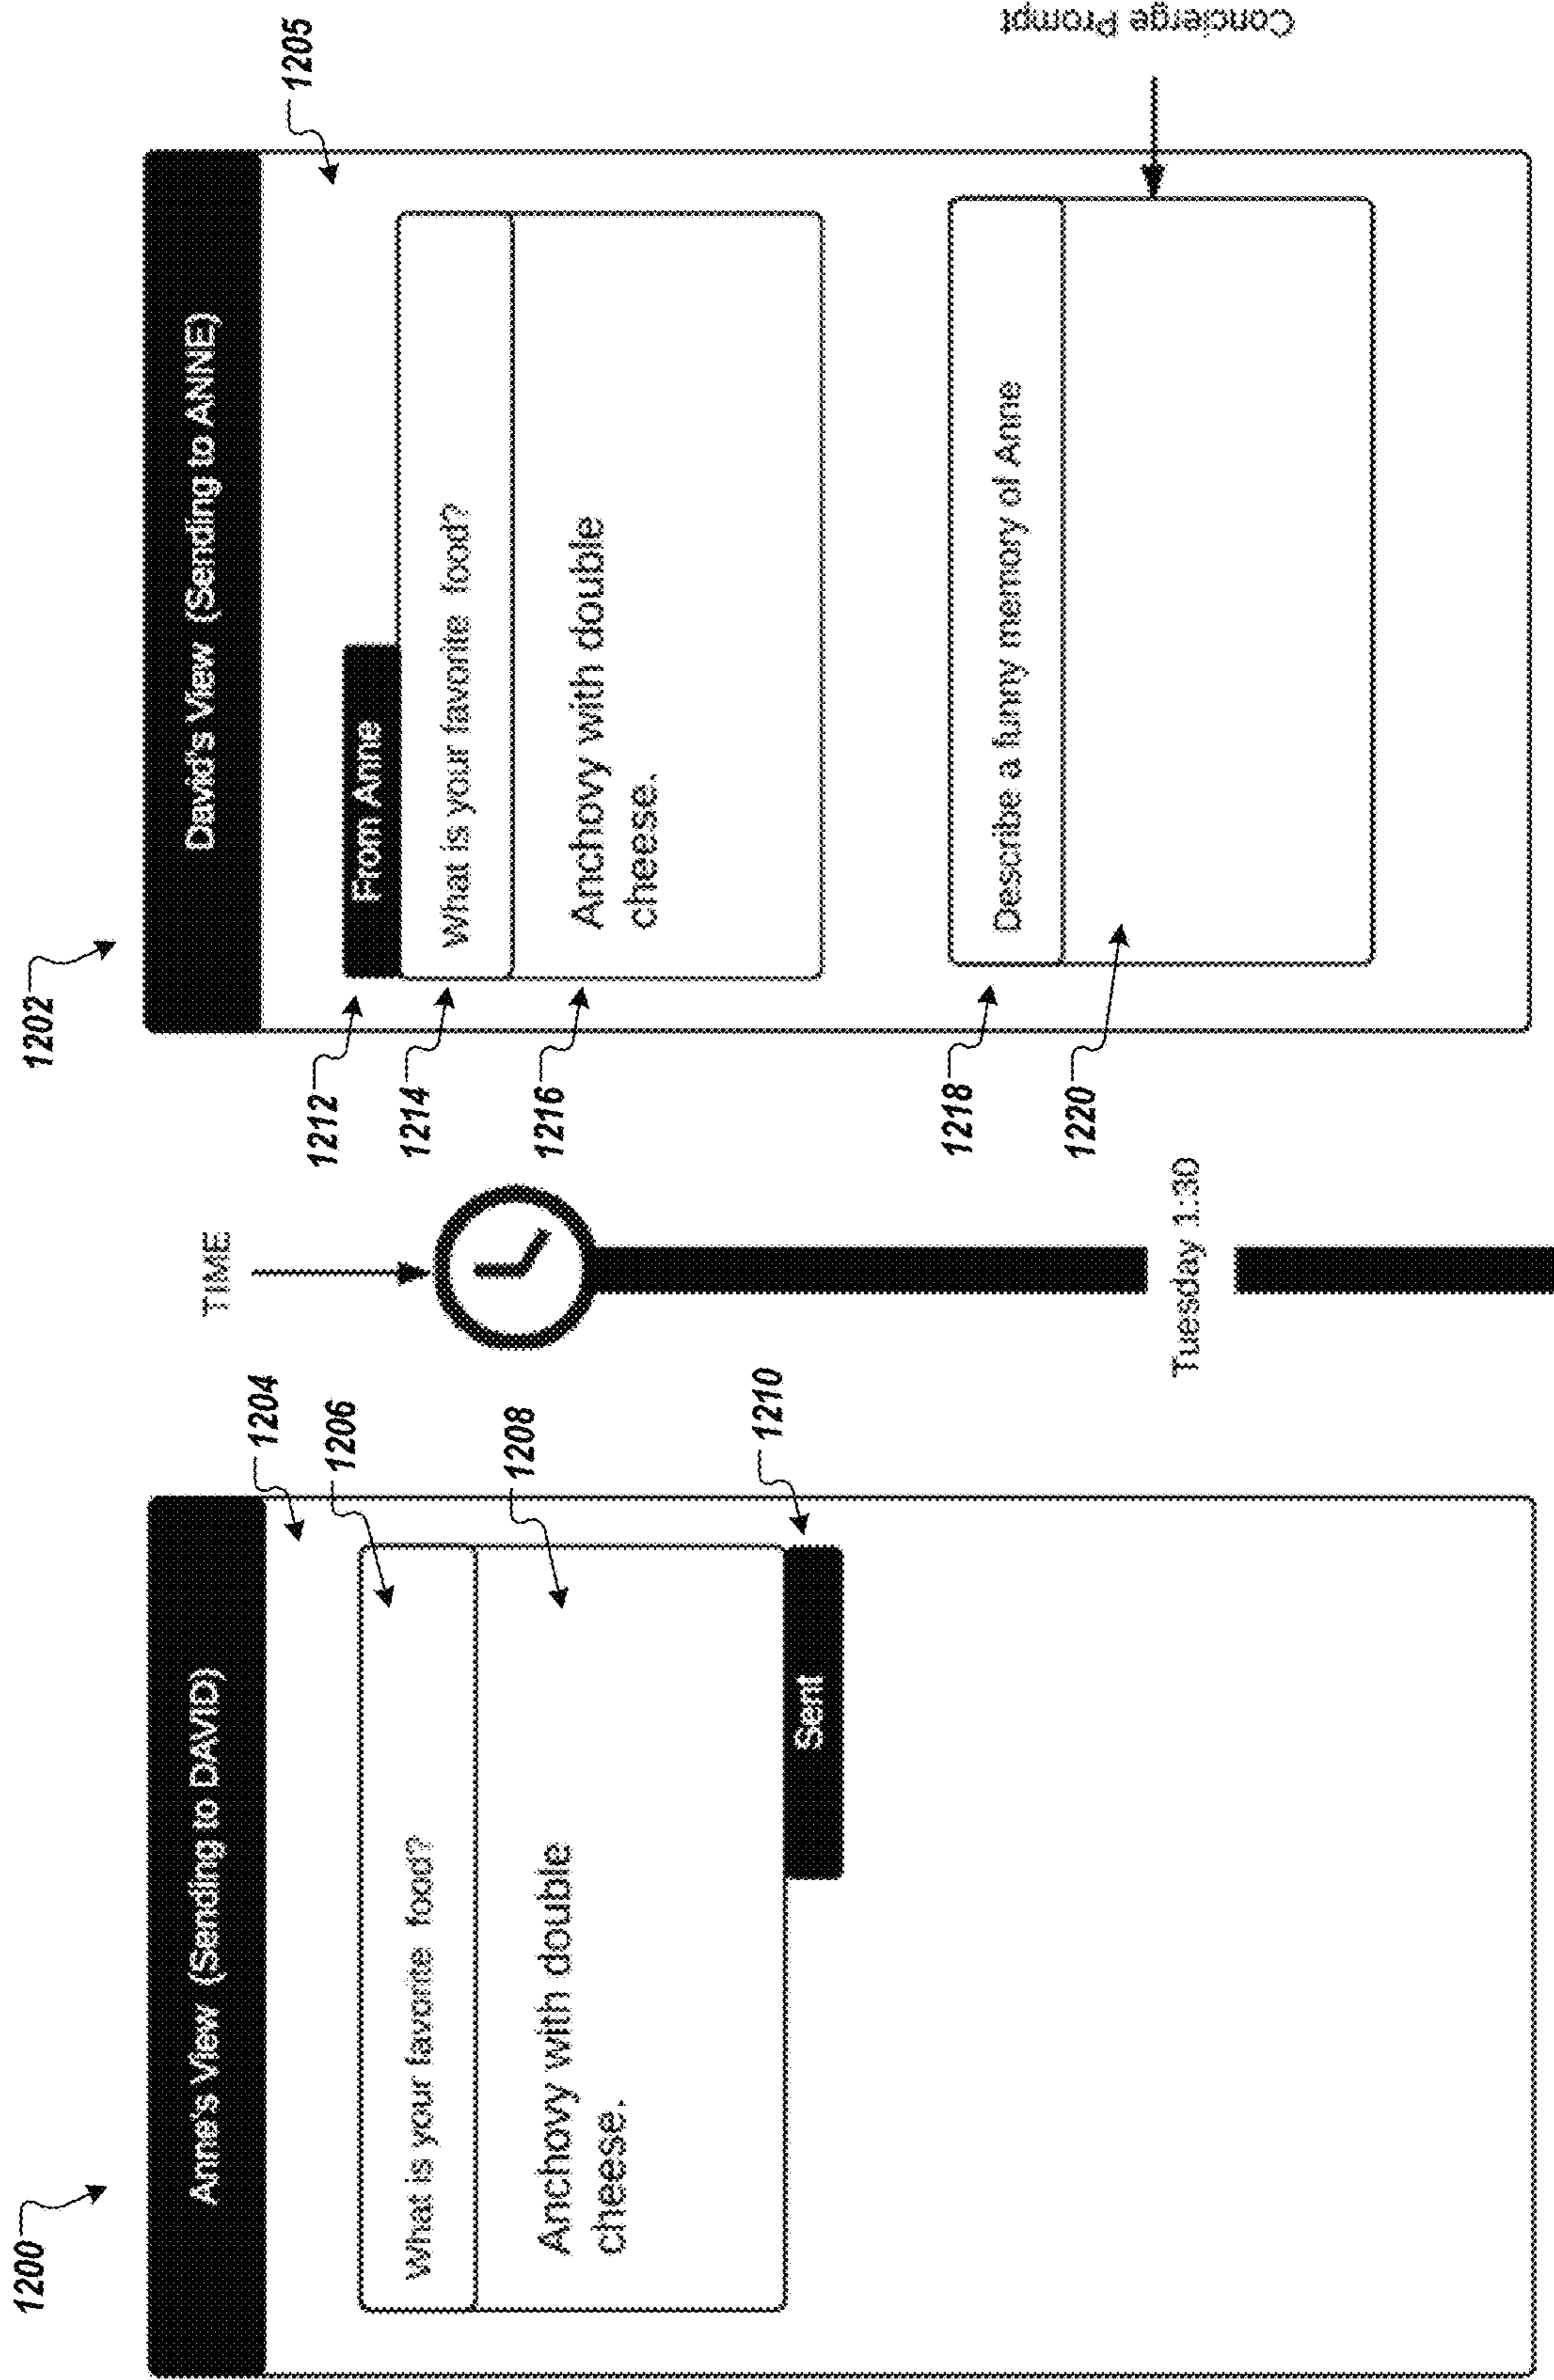 1200
Anne's View (Sending to DAVID)
1204
1206
What is your favorite food?
1208
Anchovy with double
cheese.
1210
Sent
TIME
Tuesday 1:30
1202
David's View (Sending to ANNE)
1205
1212
From Anne
1214
What is your favorite food?
1216
Anchovy with double
cheese.
1218
Describe a funny memory of Anne
1220
Concierge Prompt